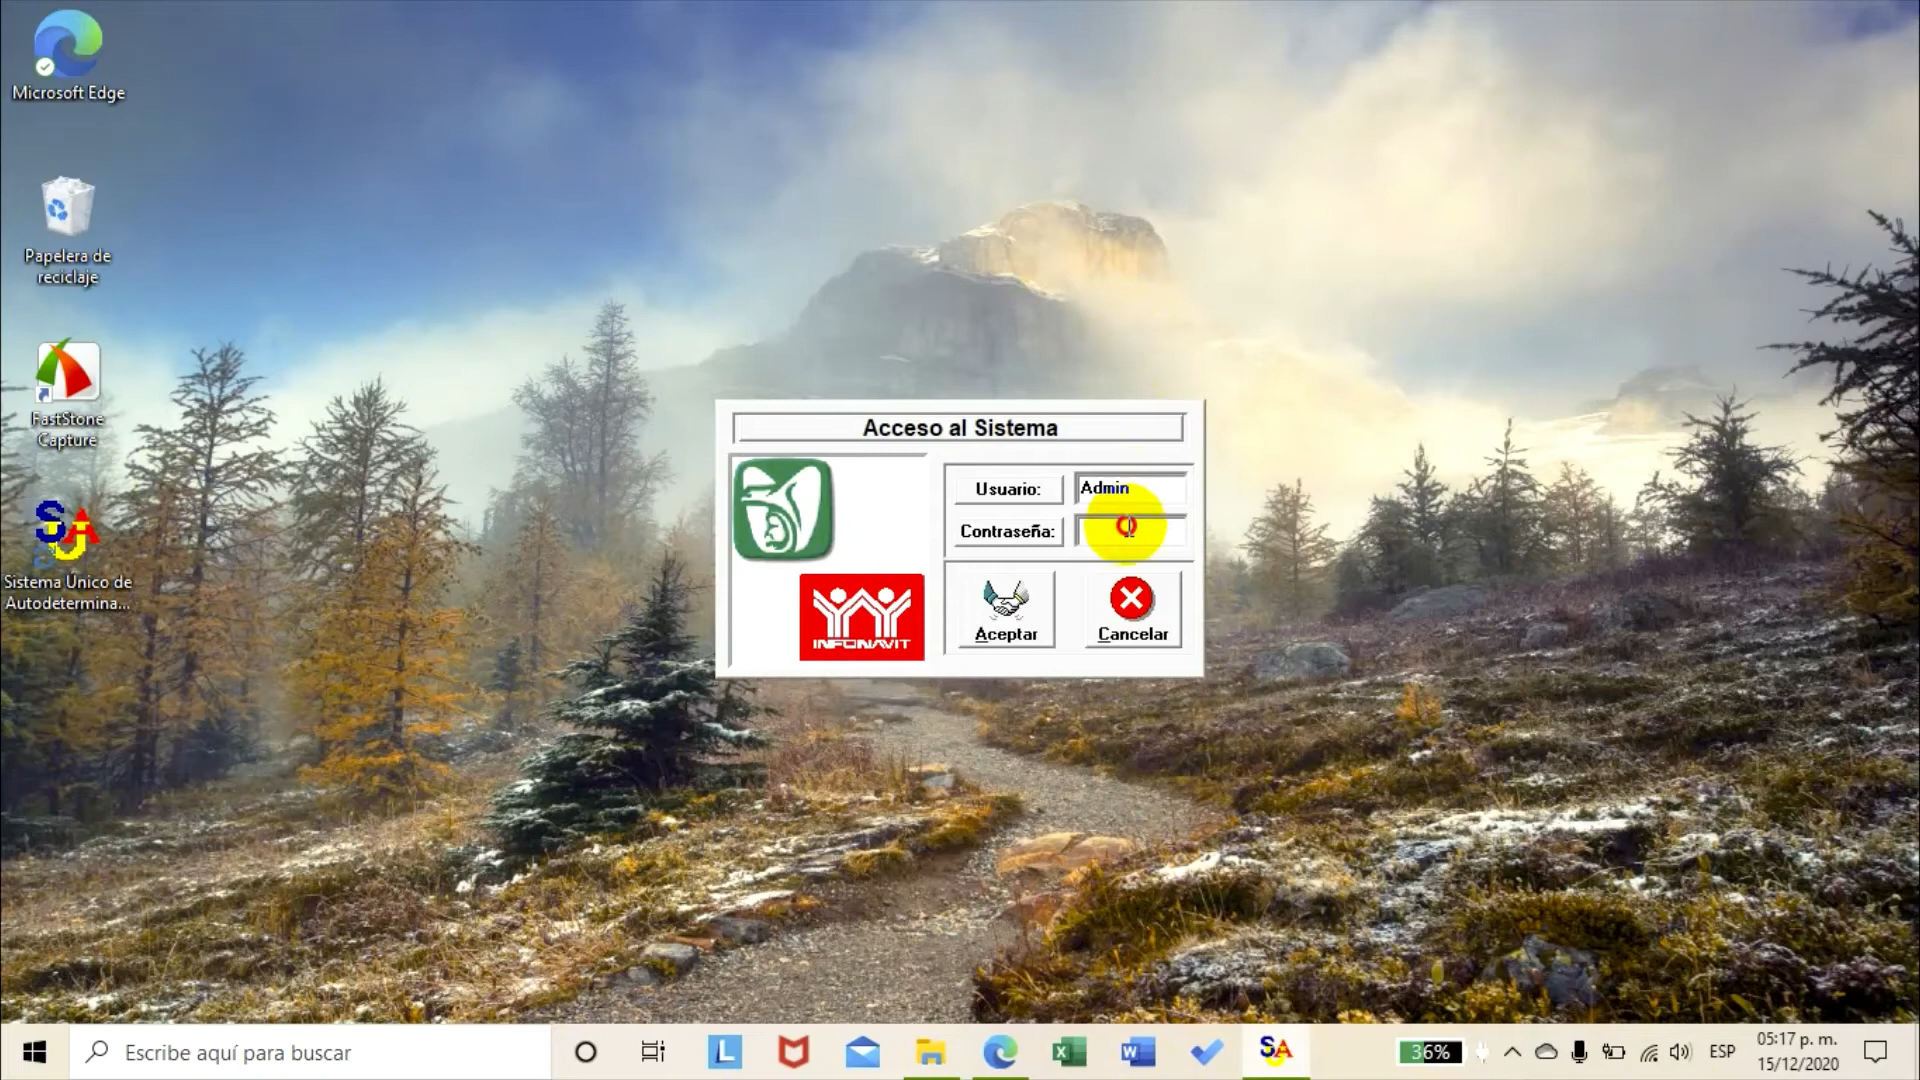 Microsoft Edge
Papelera de
reciclaje
FastStone
Capture
Sistema Único de
Autodetermina...
Acceso al Sistema
Usuario:
Admin
Contraseña:
INFONAVIT
Aceptar
Cancelar
Escribe aquí para buscar
36%
ESP
05:17 p. m.
15/12/2020